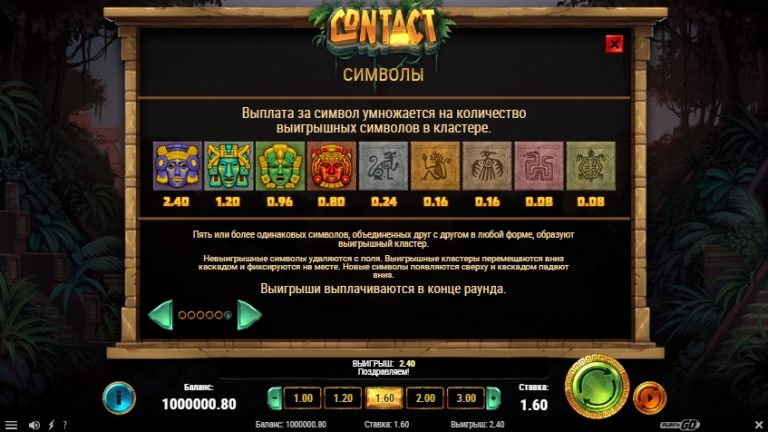 CONTACT
СИМВОЛЫ
Выплата за символ умножается на количество
выигрышных символов в кластере.
2.40 1.20 0.96 0.80 0.24 0.16 0.16 0.08 0.08
Пять или более одинаковых символов, объединенных друг с другом в любой форме, образуют
выигрышный кластер.
Невыигрышные символы удаляются с поля. Выигрышные кластеры перемещаются вниз
каскадом и фиксируются на месте. Новые символы появляются сверху и каскадом падают
вниз.
Выигрыши выплачиваются в конце раунда.
ВЫИГРЫШ: 2.40
Поздравляем!
Баланс:
1000000.80
- 1.00 1.20 1.60 2.00 3.00 +
Ставка:
1.60
Баланс: 1000000.80 Ставка: 1.60 Выигрыш: 2.40
PLAY'N GO